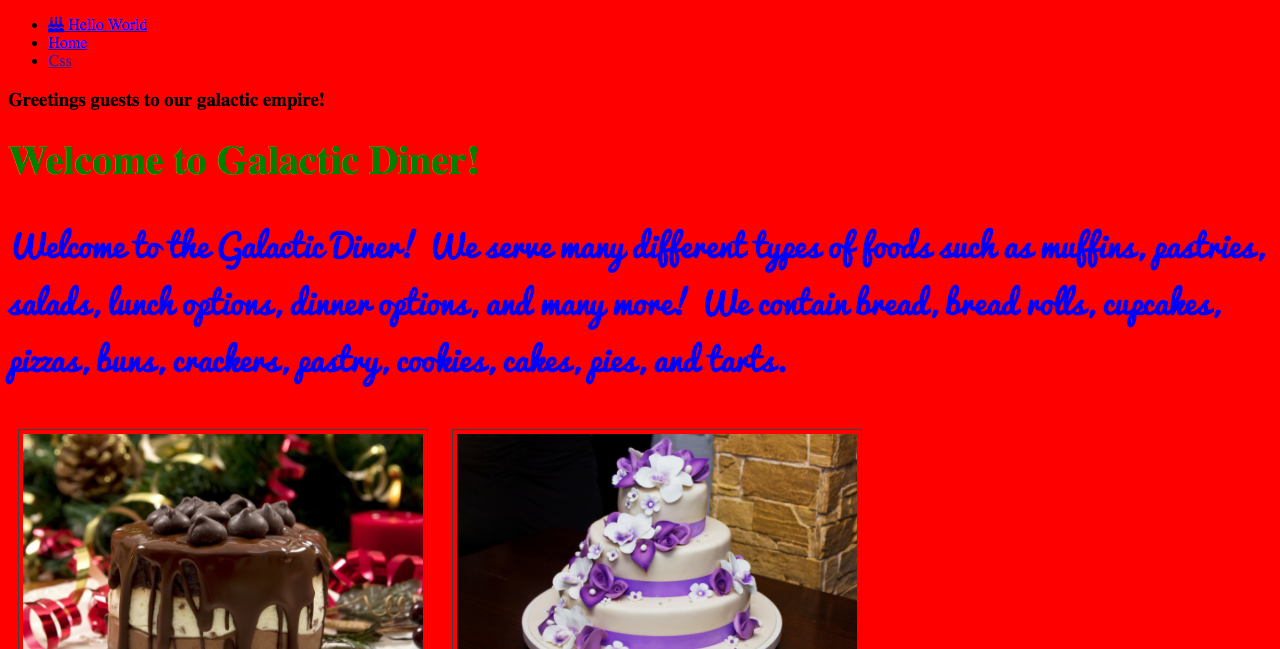 Hello World
Home
Css
Greetings guests to our galactic empire!
Welcome to Galactic Diner!
Welcome to the Galactic Diner! We serve many different types of foods such as muffins, pastries,
salads, lunch options, dinner options, and many more! We contain bread, bread rolls, cupcakes,
pizzas, buns, crackers, pastry, cookies, cakes, pies, and tarts.